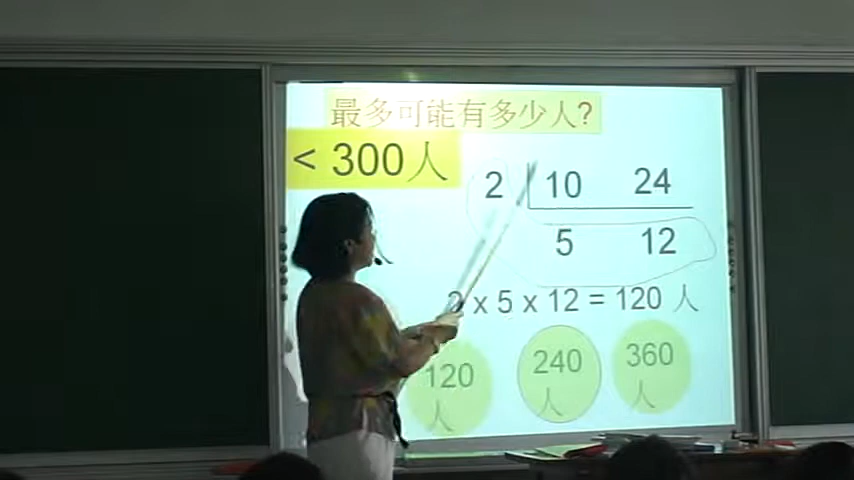 最多可能有多少人?
< 300人
2 10 24
5 12
2 x 5 x 12 = 120 人
120 240 360
人 人 人